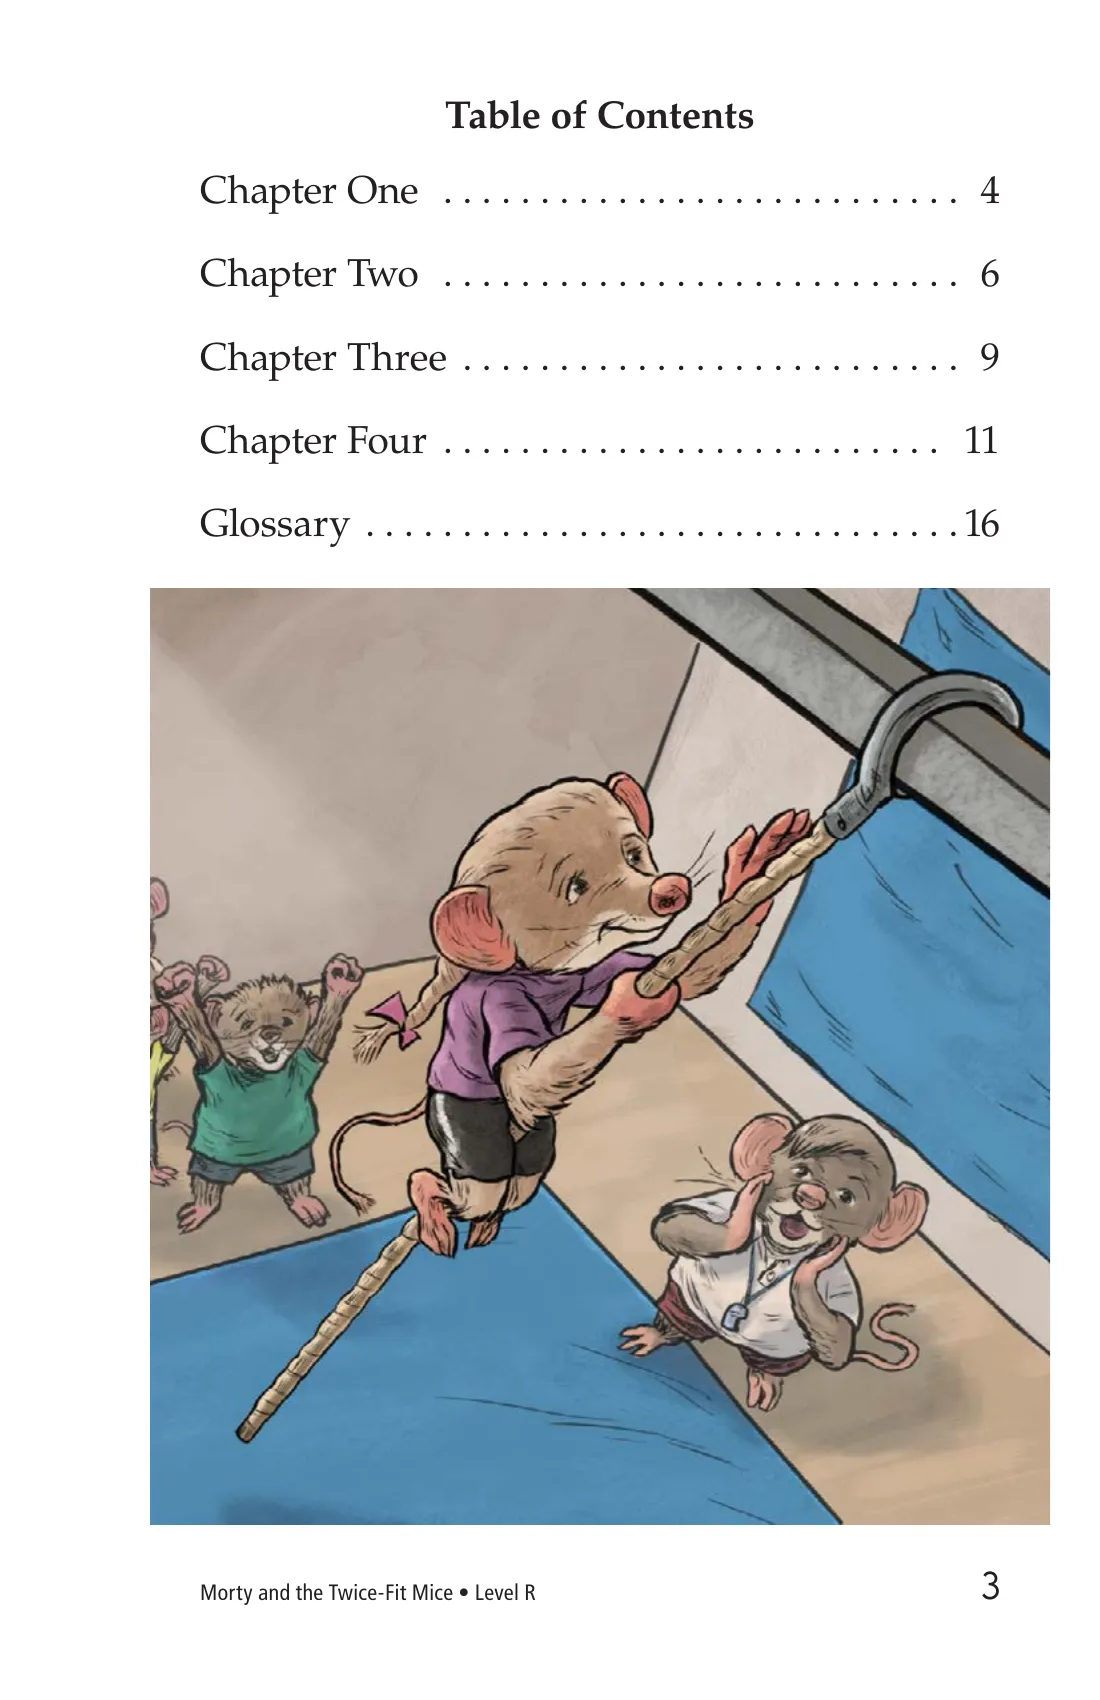 Table of Contents
Chapter One . . . . . . . . . . . . . . . . . . . . . . . . . . . 4
Chapter Two . . . . . . . . . . . . . . . . . . . . . . . . . . . 6
Chapter Three . . . . . . . . . . . . . . . . . . . . . . . . . . 9
Chapter Four . . . . . . . . . . . . . . . . . . . . . . . . . . 11
Glossary . . . . . . . . . . . . . . . . . . . . . . . . . . . . . . . 16
Morty and the Twice-Fit Mice • Level R 3